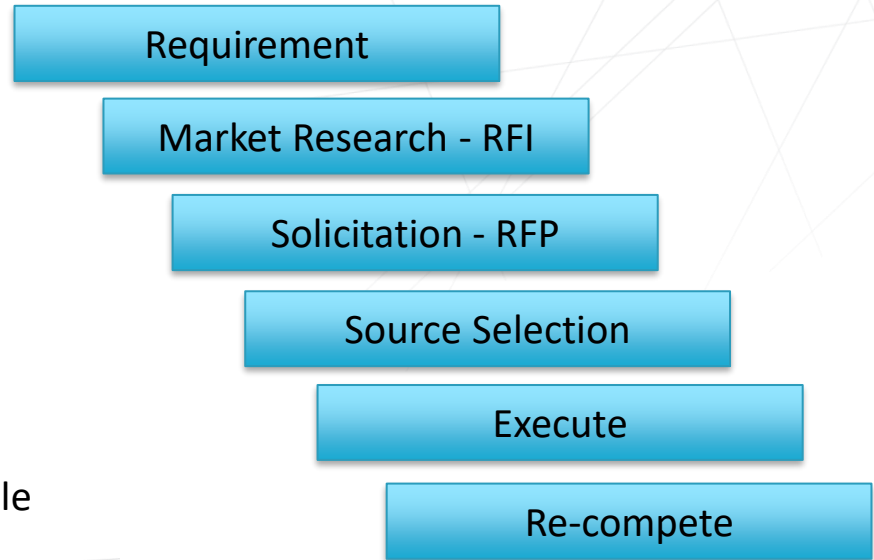 Requirement
Market Research - RFI
Solicitation - RFP
Source Selection
Execute
le
Re-compete